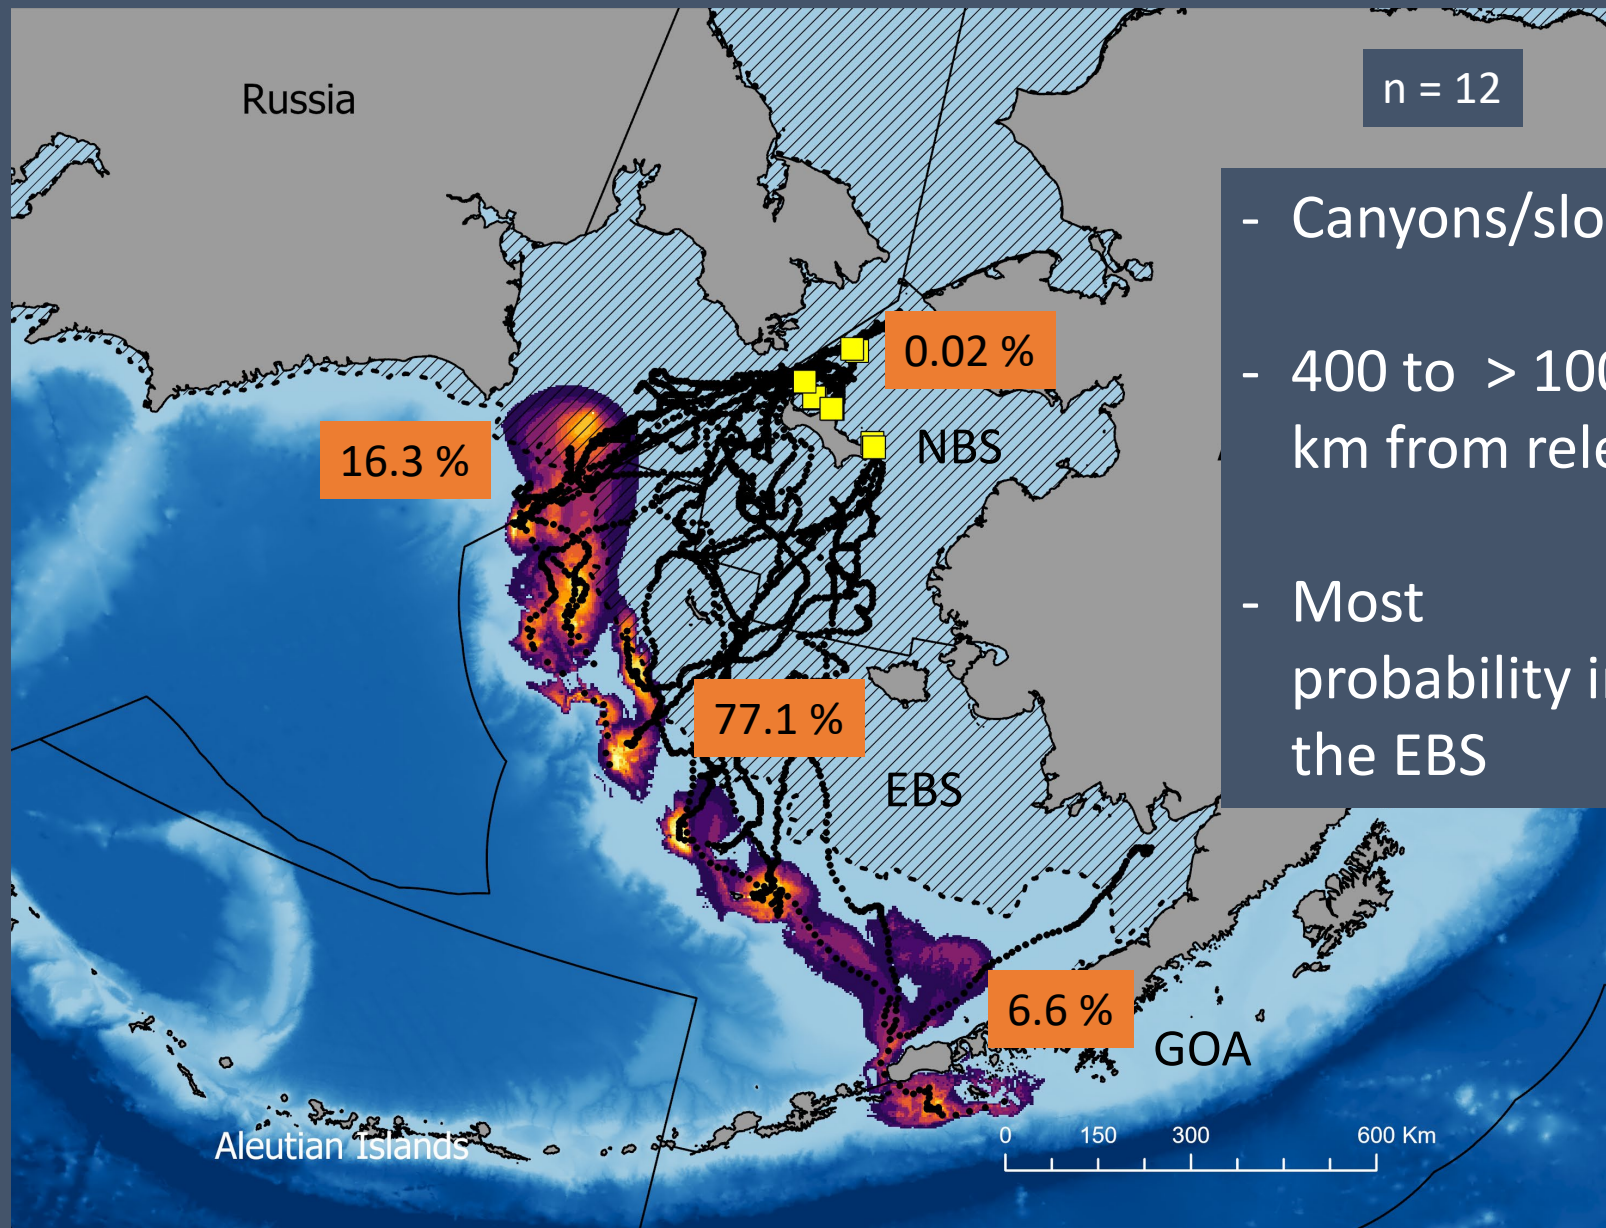 Russia
n = 12
- Canyons/slo
0.02 %
- 400 to > 100
km from rele
16.3 %
NBS
- Most
probability i
the EBS
77.1 %
EBS
6.6 %
GOA
Aleutian Islands
0 150 300 600 Km